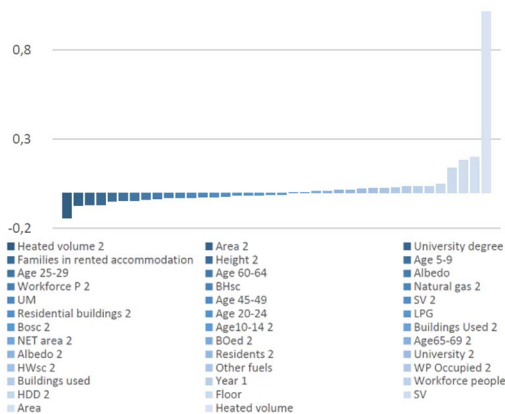 0,8
0,3
-0,2
Heated volume 2 Area 2 University degree
Families in rented accommodation Height 2 Age 5-9
Age 25-29 Age 60-64 Albedo
Workforce P 2 BHsc Natural gas 2
UM Age 45-49 SV 2
Residential buildings 2 Age 20-24 LPG
Bosc 2 Age10-14 2 Buildings Used 2
NET area 2 BOed 2 Age65-69 2
Albedo 2 Residents 2 University 2
HWsc 2 Other fuels WP Occupied 2
Buildings used Year 1 Workforce people
HDD 2 Floor SV
Area Heated volume